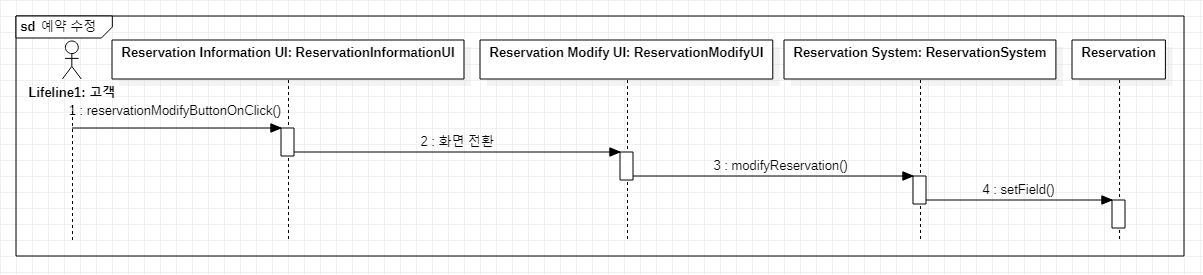 sd 예약 수정
Reservation Information UI: ReservationInformationUI
Reservation Modify UI: ReservationModifyUI
Reservation System: ReservationSystem
Reservation
Lifeline1: 고객
1 : reservationModifyButtonOnClick()
2 : 화면 전환
3 : modifyReservation()
4 : setField()